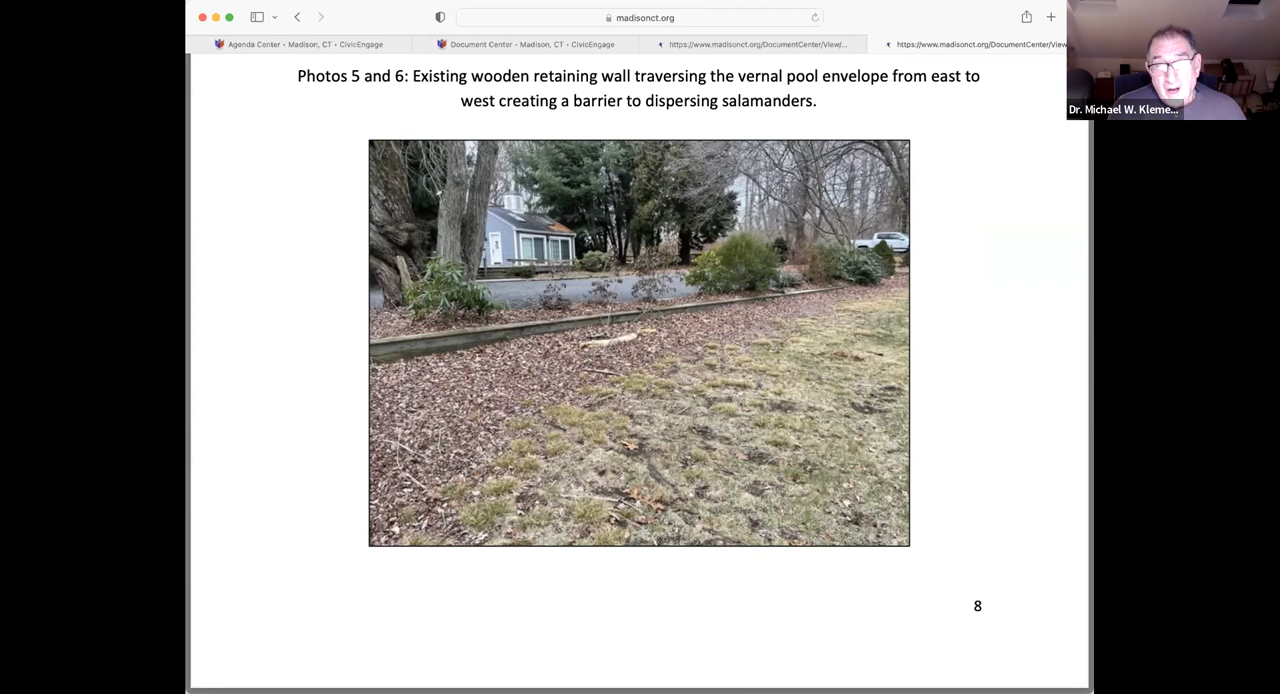 madisonct.org
Agenda Center • Madison, CT • CivicEngage
Document Center • Madison, CT • CivicEngage
https://www.madisonct.org/DocumentCenter/View/...
https://www.madisonct.org/DocumentCenter/View
Dr. Michael W. Kleme...
Photos 5 and 6: Existing wooden retaining wall traversing the vernal pool envelope from east to
west creating a barrier to dispersing salamanders.
8